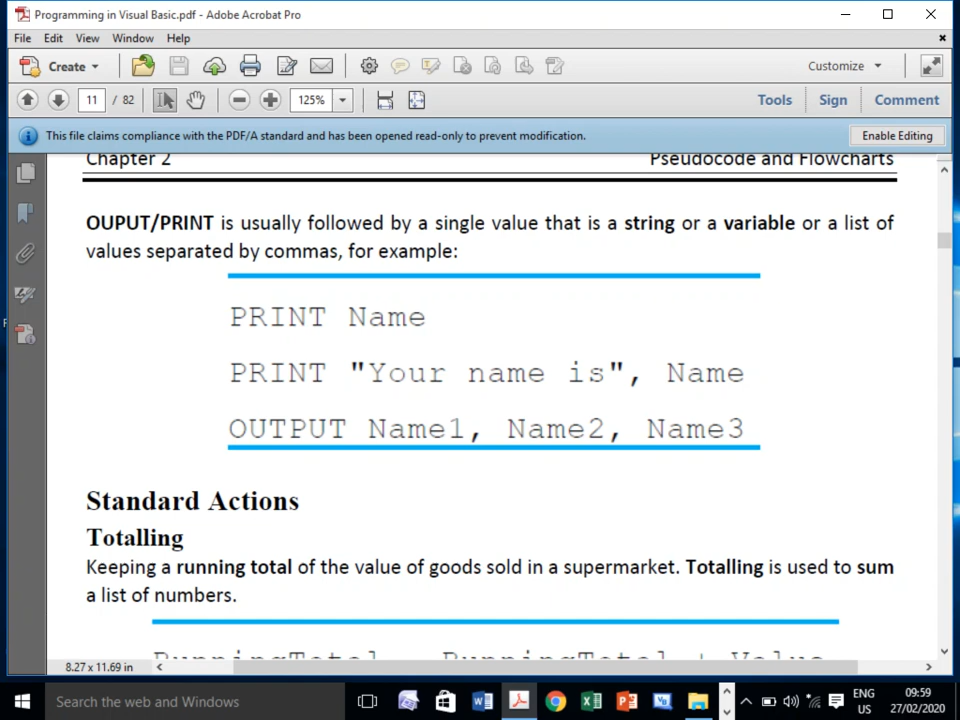 Programming in Visual Basic.pdf - Adobe Acrobat Pro
File Edit View Window Help
Create Customize
11 / 82 125% Tools Sign Comment
This file claims compliance with the PDF/A standard and has been opened read-only to prevent modification. Enable Editing
Chapter 2 Pseudocode and Flowcharts
OUPUT/PRINT is usually followed by a single value that is a string or a variable or a list of
values separated by commas, for example:
PRINT Name
PRINT "Your name is", Name
OUTPUT Name1, Name2, Name3
Standard Actions
Totalling
Keeping a running total of the value of goods sold in a supermarket. Totalling is used to sum
a list of numbers.
RunningTotal RunningTotal + Value
8.27 x 11.69 in
Search the web and Windows
ENG 09:59
US 27/02/2020